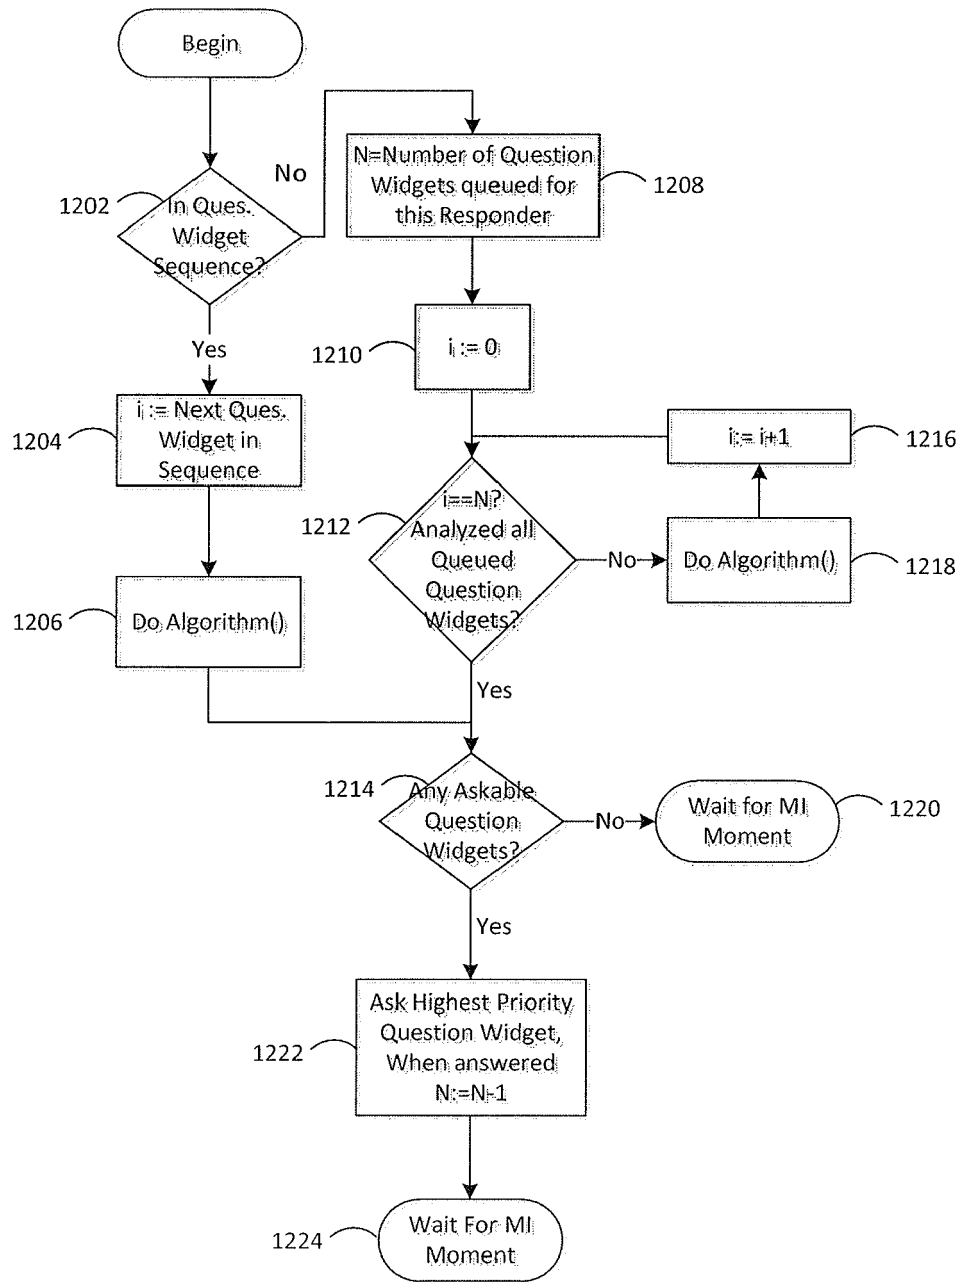 Begin
No
N=Number of Question
Widgets queued for
this Responder
1208
1202
In Ques.
Widget
Sequence?
Yes
1210
i := 0
1204
i := Next Ques.
Widget in
Sequence
i:= i+1
1216
1212
i==N?
Analyzed all
Queued
Question
Widgets?
No
Do Algorithm()
1218
1206
Do Algorithm()
Yes
1214
Any Askable
Question
Widgets?
No
Wait for MI
Moment
1220
Yes
1222
Ask Highest Priority
Question Widget,
When answered
N:=N-1
1224
Wait For MI
Moment